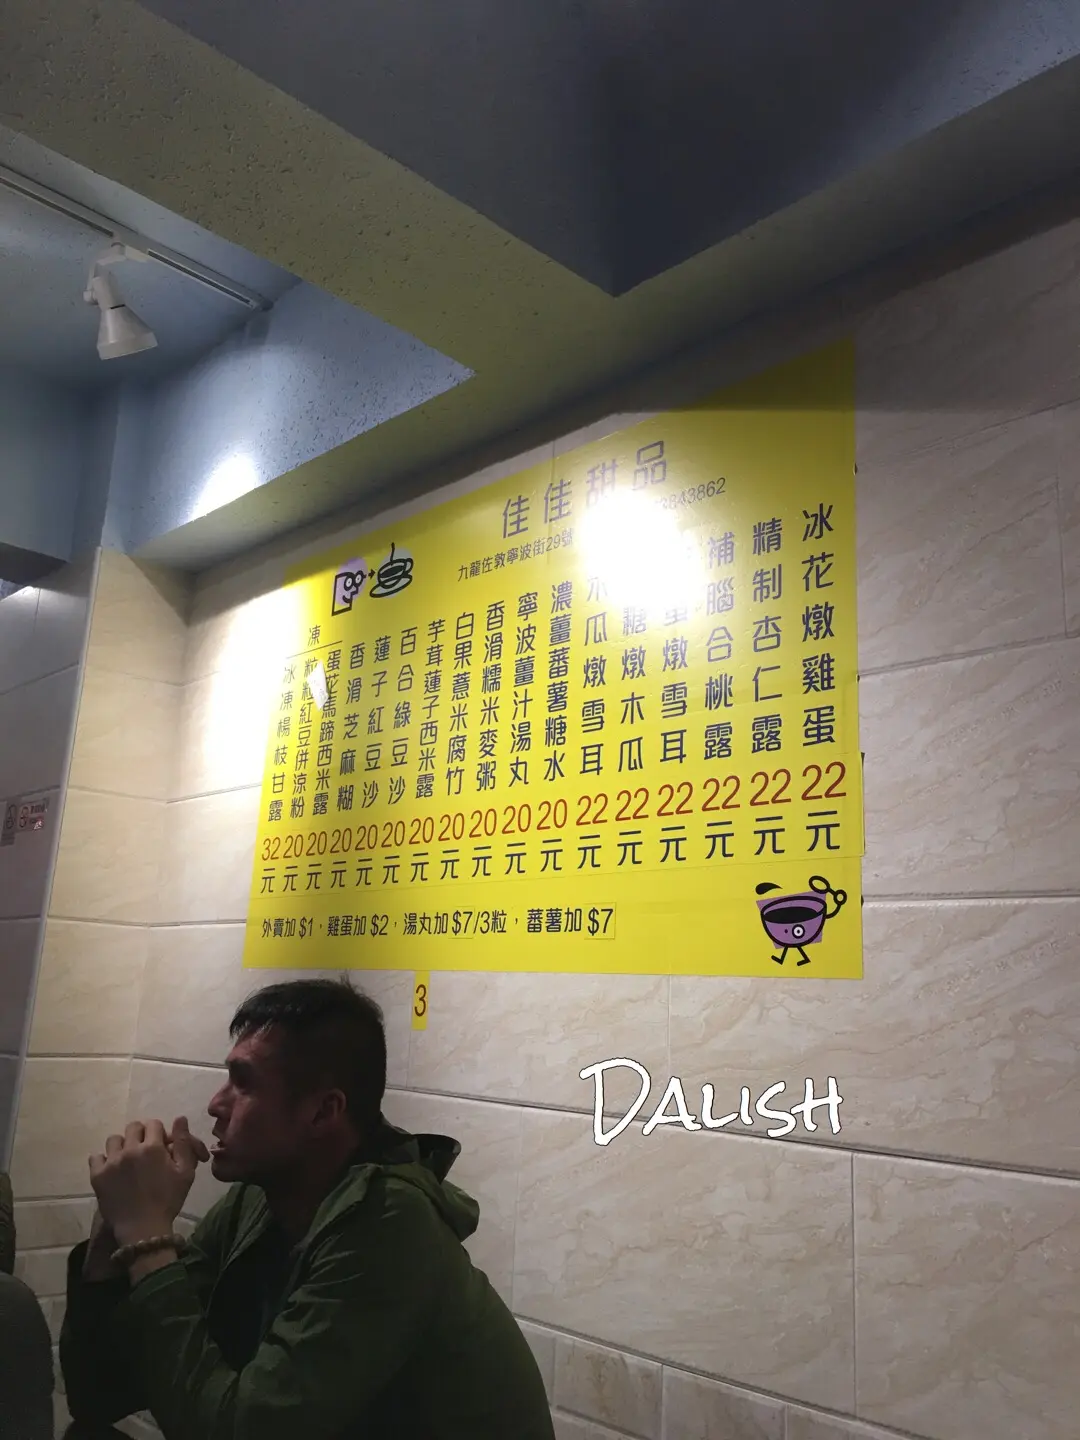 佳佳甜品
九龍佐敦寧波街29號
3843862
冰花燉雞蛋 22元
精制杏仁露 22元
補腦合桃露 22元
蛋燉雪耳 22元
糖燉木瓜 22元
木瓜燉雪耳 22元
濃薑蕃薯糖水 20元
寧波薑汁湯丸 20元
香滑糯米麥粥 20元
白果薏米腐竹 20元
芋茸蓮子西米露 20元
百合綠豆沙 20元
蓮子紅豆沙 20元
香滑芝麻糊 20元
蛋花馬蹄西米露 20元
凍粒粒紅豆併涼粉 20元
冰凍楊枝甘露 32元
外賣加$1，雞蛋加$2，湯丸加$7/3粒，蕃薯加$7
3
DALISH